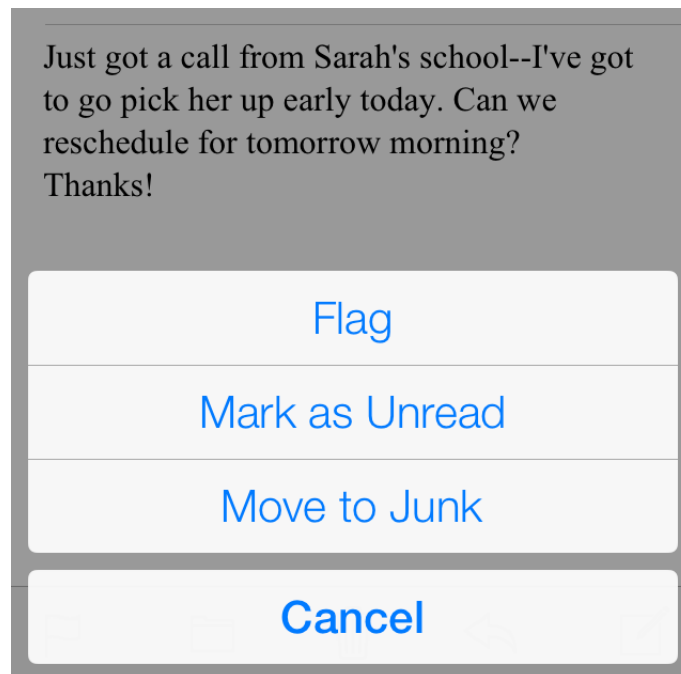 Just got a call from Sarah's school--I've got
to go pick her up early today. Can we
reschedule for tomorrow morning?
Thanks!
Flag
Mark as Unread
Move to Junk
Cancel